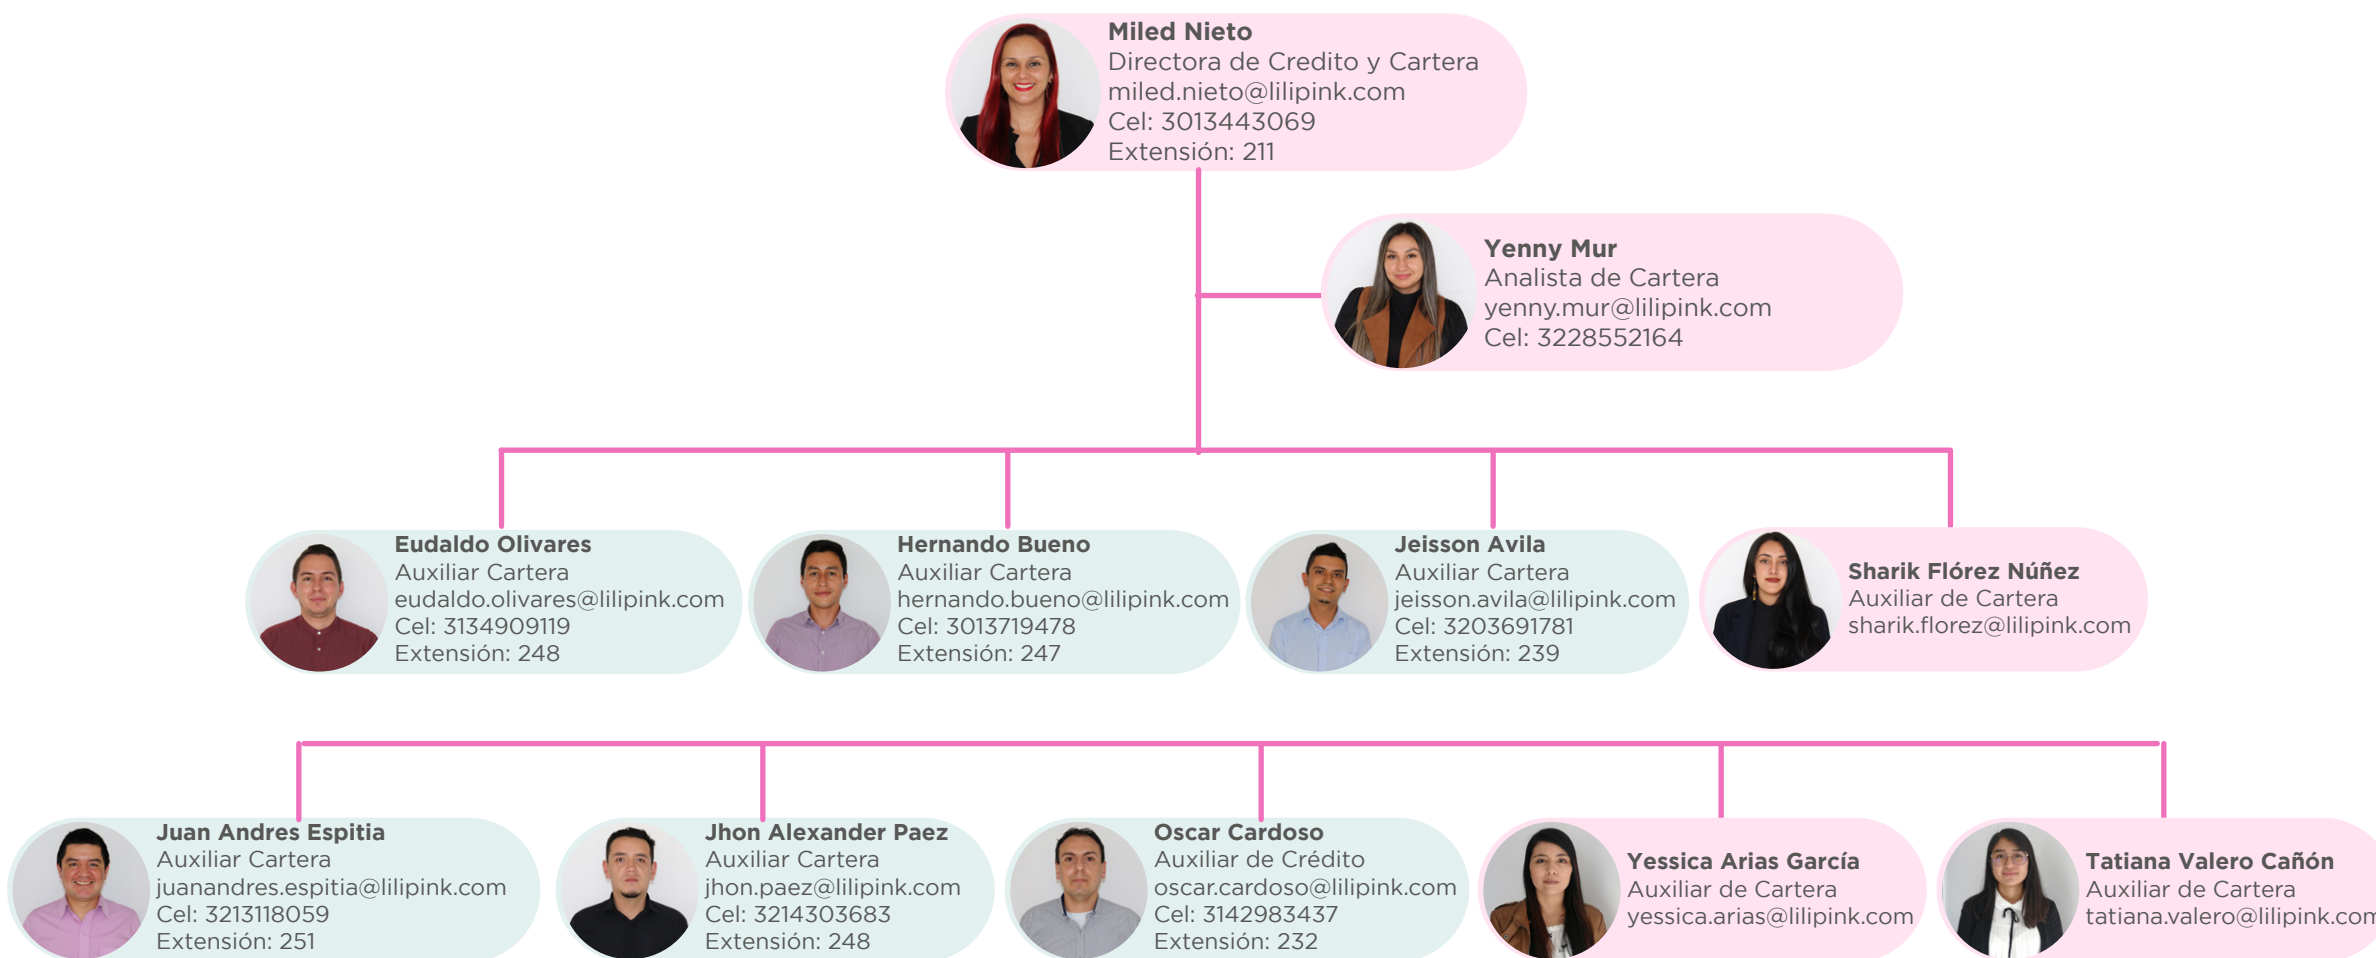 Miled Nieto
Directora de Credito y Cartera
miled.nieto@lilipink.com
Cel: 3013443069
Extensión: 211
Yenny Mur
Analista de Cartera
yenny.mur@lilipink.com
Cel: 3228552164
Eudaldo Olivares
Auxiliar Cartera
eudaldo.olivares@lilipink.com
Cel: 3134909119
Extensión: 248
Hernando Bueno
Auxiliar Cartera
hernando.bueno@lilipink.com
Cel: 3013719478
Extensión: 247
Jeisson Avila
Auxiliar Cartera
jeisson.avila@lilipink.com
Cel: 3203691781
Extensión: 239
Sharik Flórez Núñez
Auxiliar de Cartera
sharik.florez@lilipink.com
Juan Andres Espitia
Auxiliar Cartera
juanandres.espitia@lilipink.com
Cel: 3213118059
Extensión: 251
Jhon Alexander Paez
Auxiliar Cartera
jhon.paez@lilipink.com
Cel: 3214303683
Extensión: 248
Oscar Cardoso
Auxiliar de Crédito
oscar.cardoso@lilipink.com
Cel: 3142983437
Extensión: 232
Yessica Arias García
Auxiliar de Cartera
yessica.arias@lilipink.com
Tatiana Valero Cañón
Auxiliar de Cartera
tatiana.valero@lilipink.com